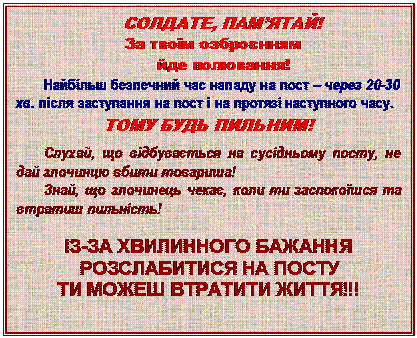 СОЛДАТЕ, ПАМ’ЯТАЙ!
За твоїм озброєнням
йде полювання!
Найбільш безпечний час нападу на пост – через 20-30
хв. після заступання на пост і на протязі наступного часу.
ТОМУ БУДЬ ПИЛЬНИМ!
Слухай, що відбувається на сусідньому посту, не
дай злочинцю вбити товариша!
Знай, що злочинець чекає, коли ти заспокоїшся та
втратиш пильність!
ІЗ-ЗА ХВИЛИННОГО БАЖАННЯ
РОЗСЛАБИТИСЯ НА ПОСТУ
ТИ МОЖЕШ ВТРАТИТИ ЖИТТЯ!!!